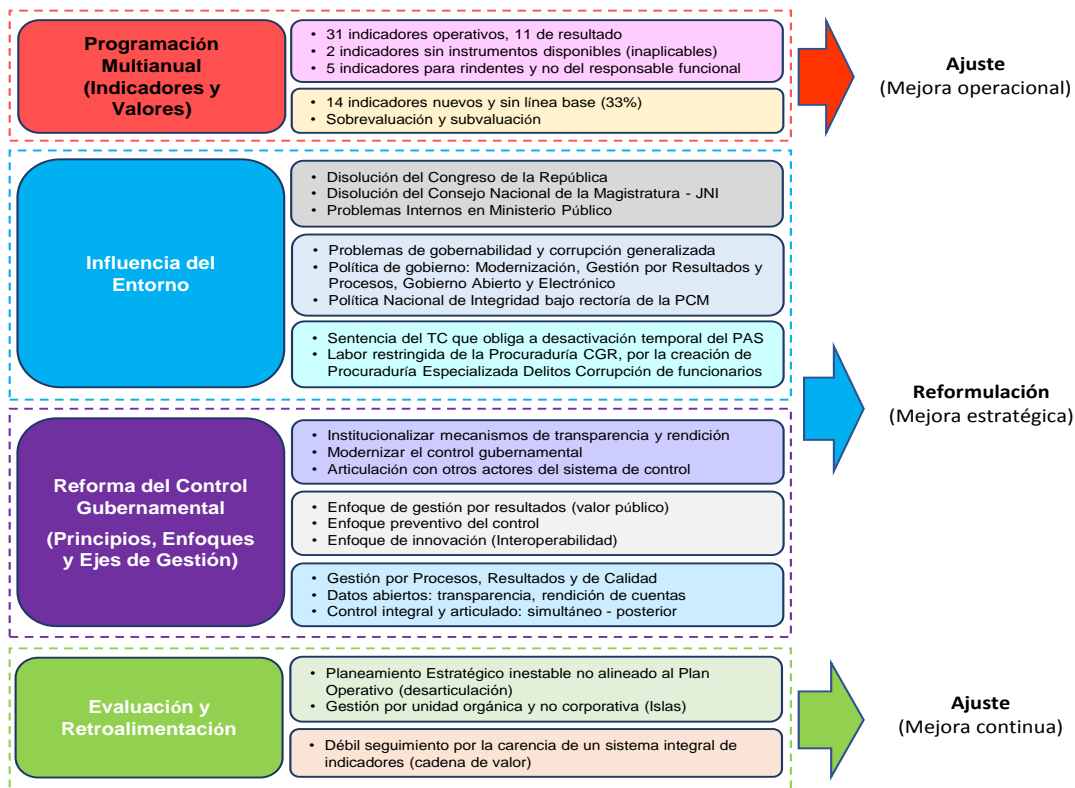 Programación
Multianual
(Indicadores y
Valores)
• 31 indicadores operativos, 11 de resultado
• 2 indicadores sin instrumentos disponibles (inaplicables)
• 5 indicadores para rindentes y no del responsable funcional
• 14 indicadores nuevos y sin línea base (33%)
• Sobrevaluación y subvaluación
Ajuste
(Mejora operacional)
Influencia del
Entorno
• Disolución del Congreso de la República
• Disolución del Consejo Nacional de la Magistratura - JNI
• Problemas Internos en Ministerio Público
• Problemas de gobernabilidad y corrupción generalizada
• Política de gobierno: Modernización, Gestión por Resultados y
Procesos, Gobierno Abierto y Electrónico
• Política Nacional de Integridad bajo rectoría de la PCM
• Sentencia del TC que obliga a desactivación temporal del PAS
• Labor restringida de la Procuraduría CGR, por la creación de
Procuraduría Especializada Delitos Corrupción de funcionarios
Reformulación
(Mejora estratégica)
Reforma del Control
Gubernamental
(Principios, Enfoques
y Ejes de Gestión)
• Institucionalizar mecanismos de transparencia y rendición
• Modernizar el control gubernamental
• Articulación con otros actores del sistema de control
• Enfoque de gestión por resultados (valor público)
• Enfoque preventivo del control
• Enfoque de innovación (Interoperabilidad)
• Gestión por Procesos, Resultados y de Calidad
• Datos abiertos: transparencia, rendición de cuentas
• Control integral y articulado: simultáneo - posterior
Evaluación y
Retroalimentación
• Planeamiento Estratégico inestable no alineado al Plan
Operativo (desarticulación)
• Gestión por unidad orgánica y no corporativa (Islas)
• Débil seguimiento por la carencia de un sistema integral de
indicadores (cadena de valor)
Ajuste
(Mejora continua)